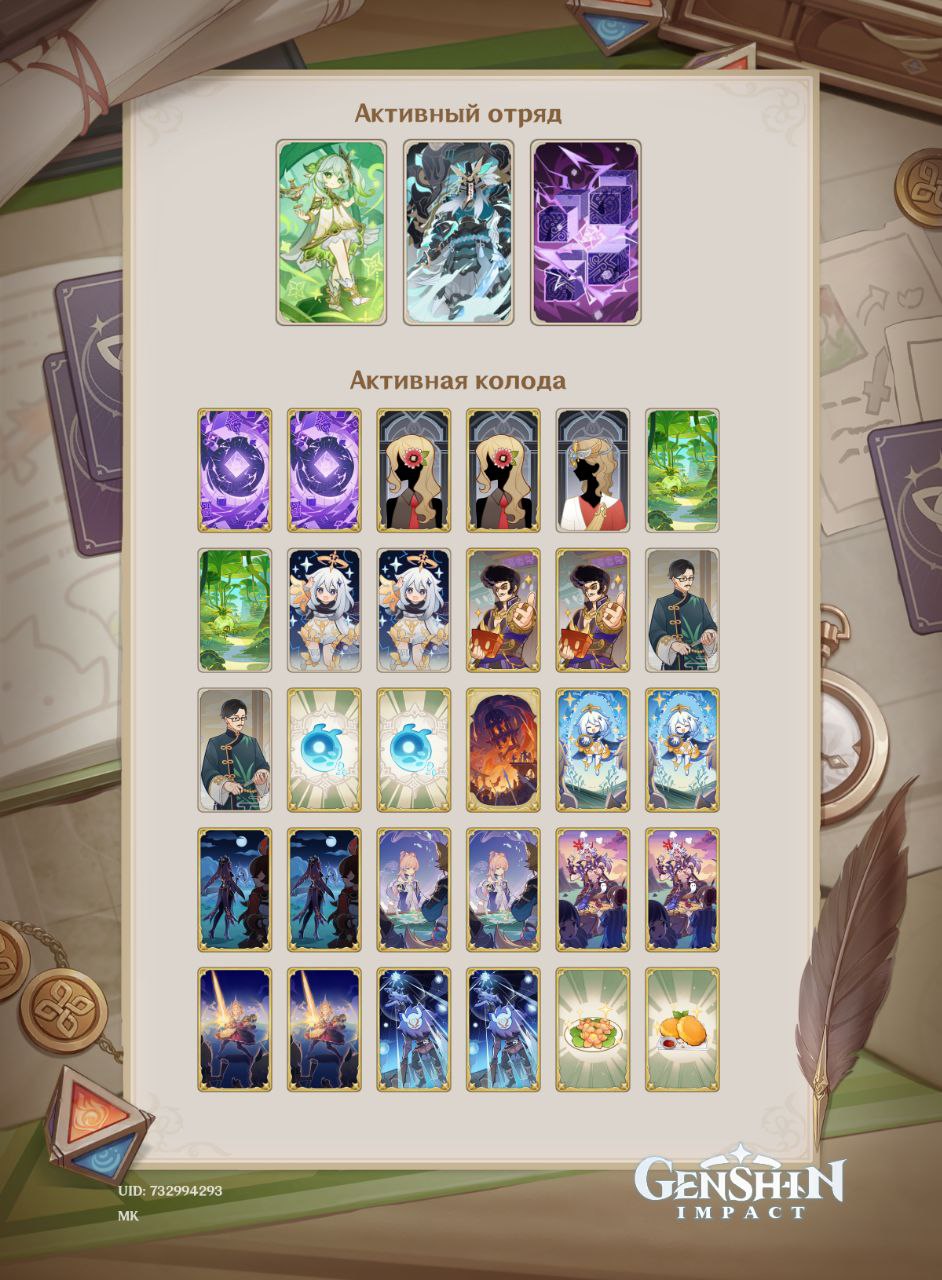 Активный отряд
Активная колода
UID: 732994293
MK
GENSHIN
IMPACT